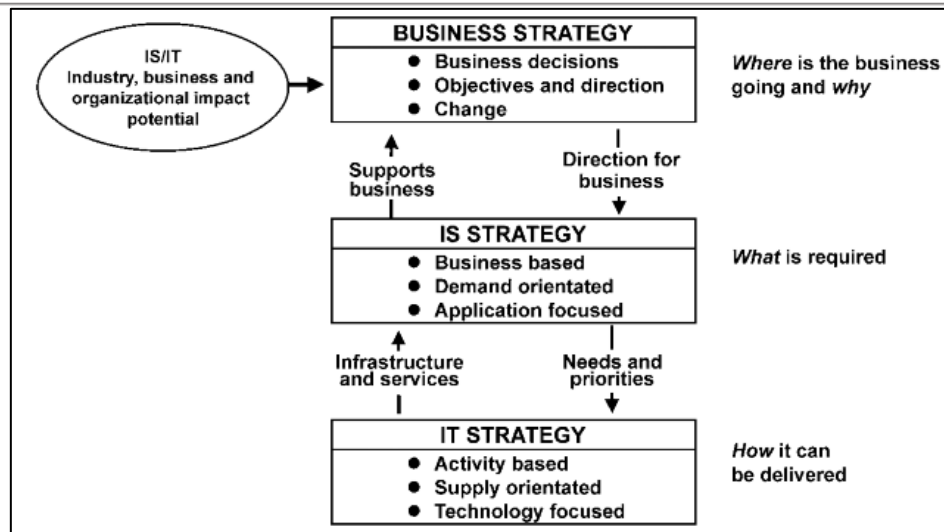 IS/IT
Industry, business and
organizational impact
potential
BUSINESS STRATEGY
● Business decisions
● Objectives and direction
● Change
Where is the business
going and why
Supports
business
Direction for
business
IS STRATEGY
● Business based
● Demand orientated
● Application focused
What is required
Infrastructure
and services
Needs and
priorities
IT STRATEGY
● Activity based
● Supply orientated
● Technology focused
How it can
be delivered